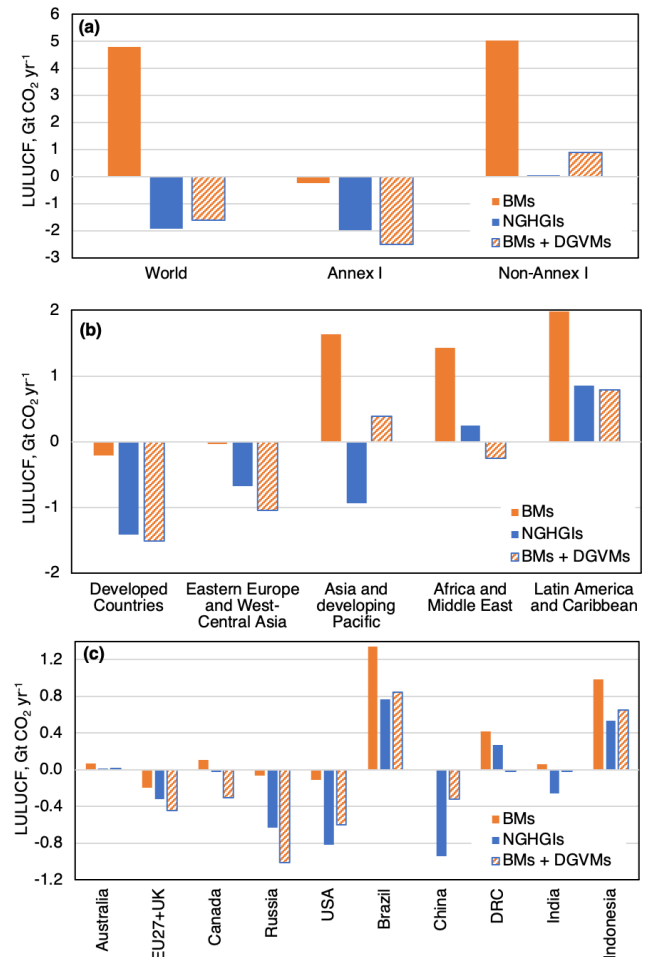 (a)
LULUCF, Gt CO₂ yr⁻¹
6
5
4
3
2
1
0
-1
-2
-3
BMs
NGHGIs
BMs + DGVMs
World
Annex I
Non-Annex I
(b)
LULUCF, Gt CO₂ yr⁻¹
2
1
0
-1
-2
BMs
NGHGIs
BMs + DGVMs
Developed
Countries
Eastern Europe
and West-
Central Asia
Asia and
developing
Pacific
Africa and
Middle East
Latin America
and Caribbean
(c)
LULUCF, Gt CO₂ yr⁻¹
1.2
0.8
0.4
0.0
-0.4
-0.8
-1.2
BMs
NGHGIs
BMs + DGVMs
Australia
EU27+UK
Canada
Russia
USA
Brazil
China
DRC
India
Indonesia